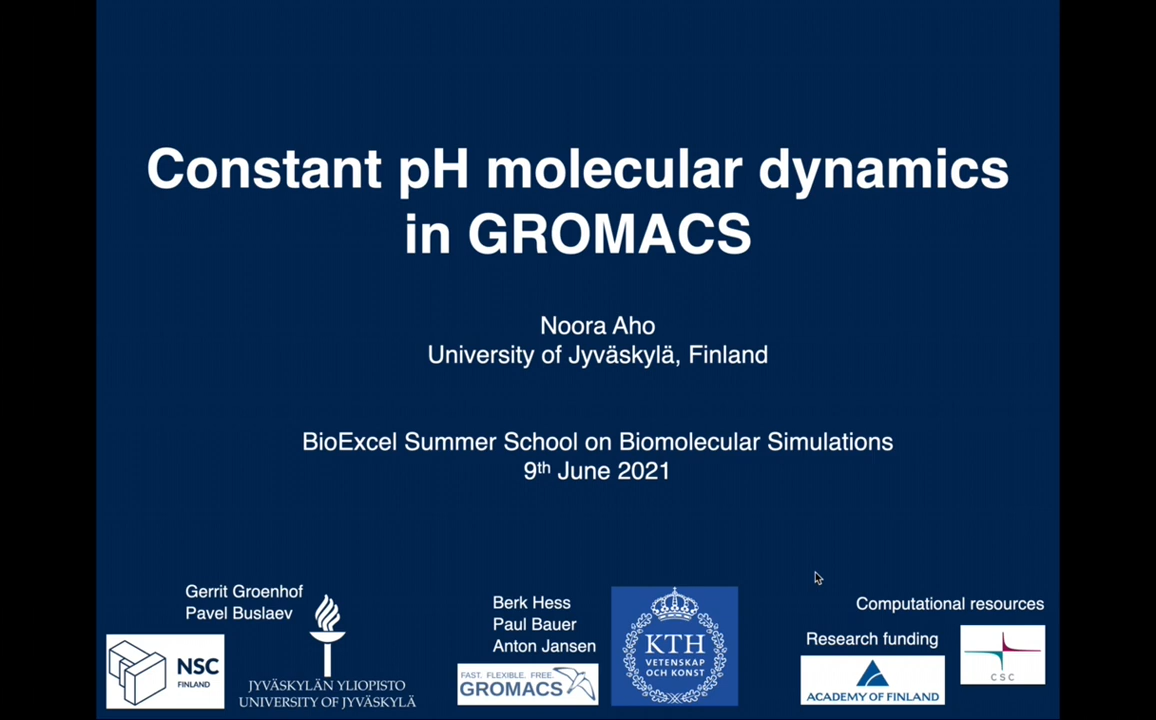 Constant pH molecular dynamics
in GROMACS
Noora Aho
University of Jyväskylä, Finland
BioExcel Summer School on Biomolecular Simulations
9th June 2021
Gerrit Groenhof
Pavel Buslaev
NSC
FINLAND
JYVÄSKYLÄN YLIOPISTO
UNIVERSITY OF JYVÄSKYLÄ
Berk Hess
Paul Bauer
Anton Jansen
FAST. FLEXIBLE. FREE.
GROMACS
KTH
VETENSKAP
OCH KONST
Research funding
ACADEMY OF FINLAND
Computational resources
CSC